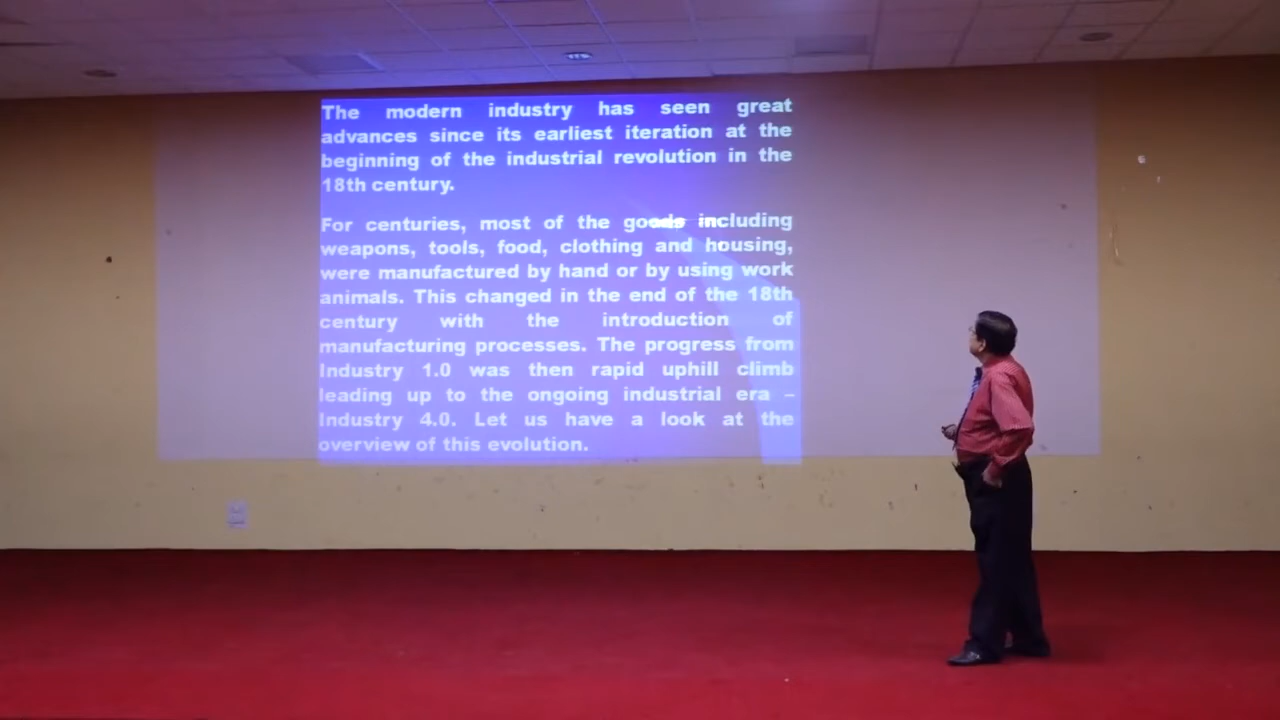 The modern industry has seen great
advances since its earliest iteration at the
beginning of the industrial revolution in the
18th century.
For centuries, most of the goods including
weapons, tools, food, clothing and housing,
were manufactured by hand or by using work
animals. This changed in the end of the 18th
century with the introduction of
manufacturing processes. The progress from
Industry 1.0 was then rapid uphill climb
leading up to the ongoing industrial era –
Industry 4.0. Let us have a look at the
overview of this evolution.